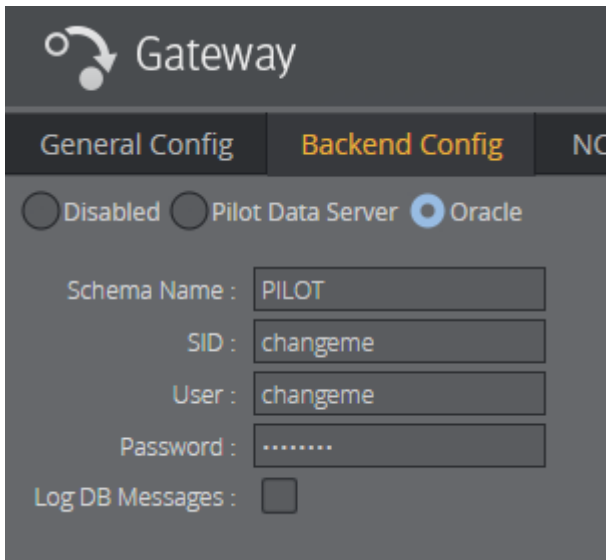 Gateway
General Config Backend Config NC
Disabled Pilot Data Server Oracle
Schema Name : PILOT
SID : changeme
User : changeme
Password : ········
Log DB Messages :